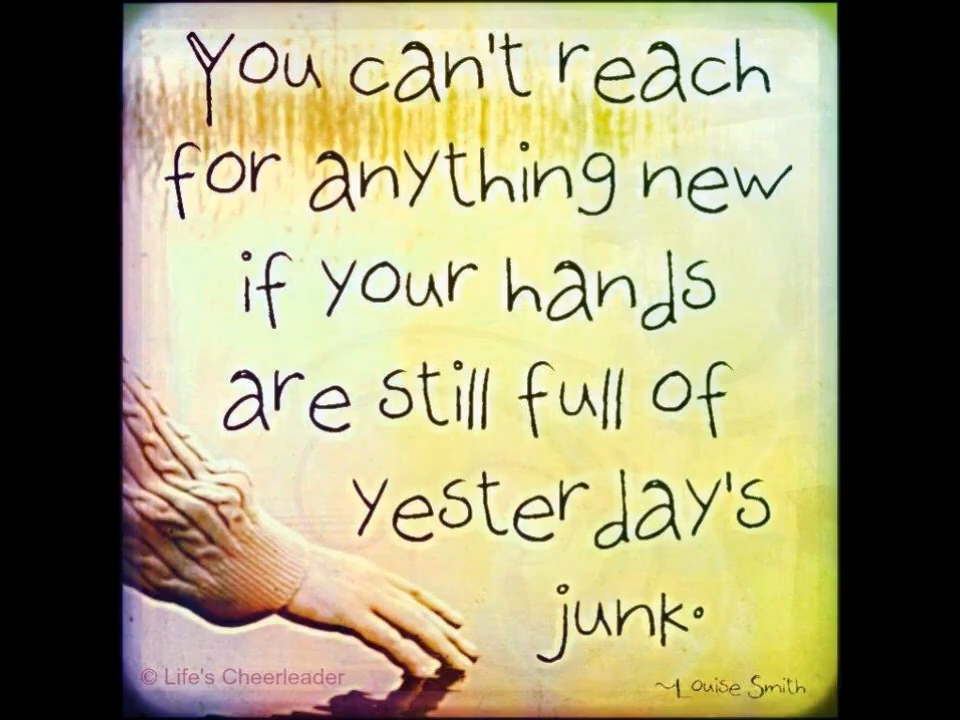 You can't reach
for anything new
if your hands
are still full of
yesterday's
junk.
© Life's Cheerleader
~Louise Smith